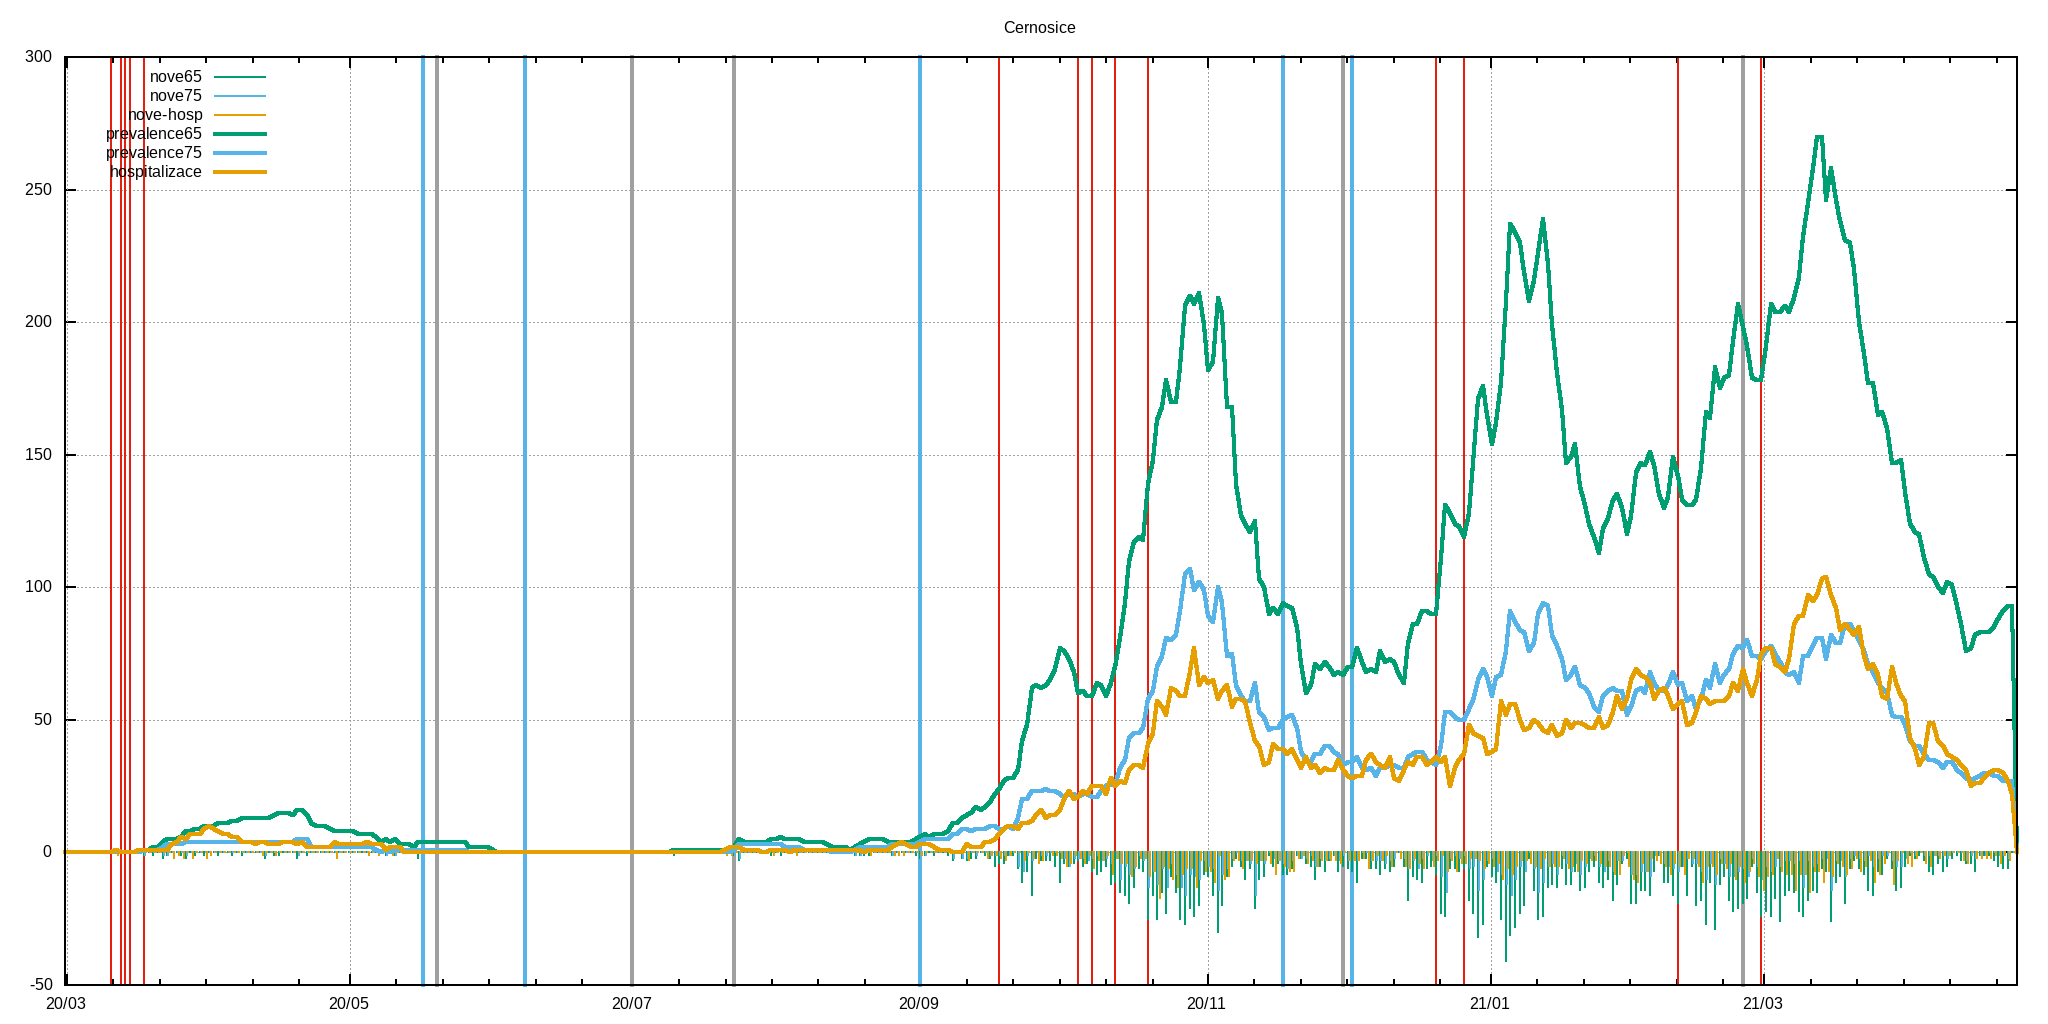 Cernosice
300
250
200
150
100
50
0
-50
nove65
nove75
nove-hosp
prevalence65
prevalence75
hospitalizace
20/03 20/05 20/07 20/09 20/11 21/01 21/03